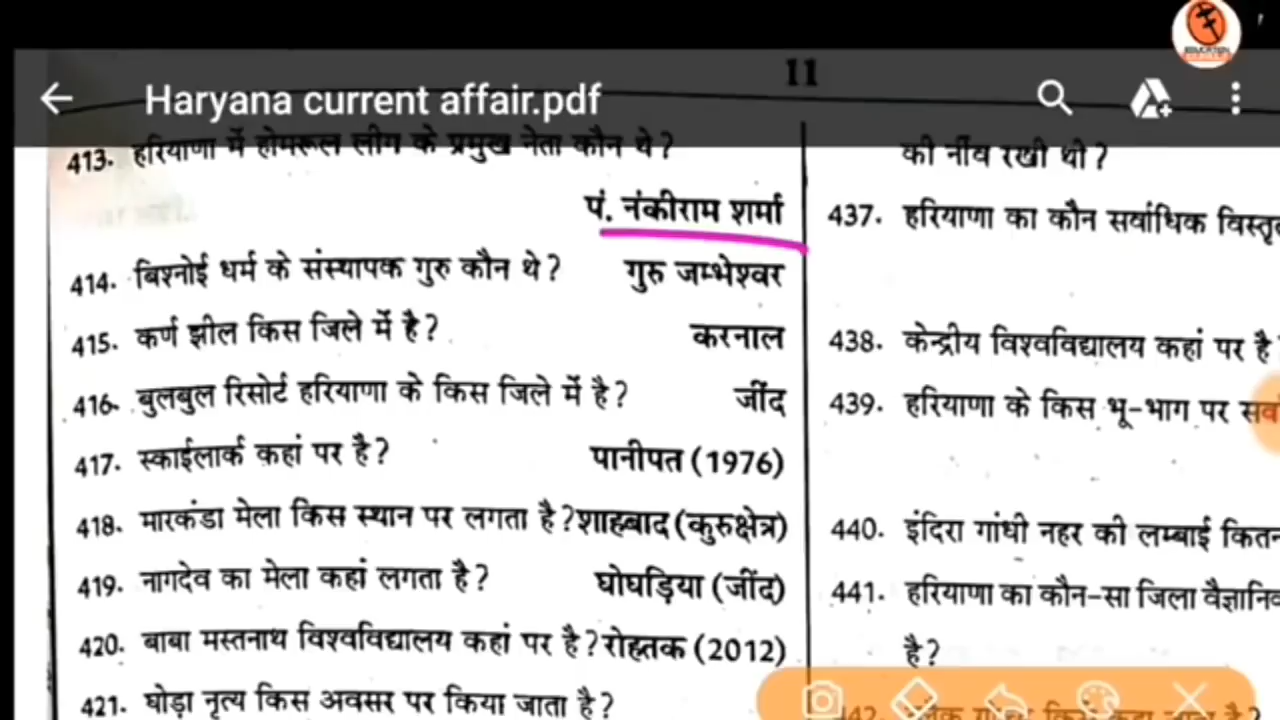 11
Haryana current affair.pdf
413. हरियाणा में होमरूल लीग के प्रमुख नेता कौन थे?
पं. नंकीराम शर्मा
414. बिश्नोई धर्म के संस्थापक गुरु कौन थे? गुरु जम्भेश्वर
415. कर्ण झील किस जिले में है? करनाल
416. बुलबुल रिसोर्ट हरियाणा के किस जिले में है? जींद
417. स्काईलार्क कहां पर है? पानीपत (1976)
418. मारकंडा मेला किस स्थान पर लगता है? शाहबाद (कुरुक्षेत्र)
419. नागदेव का मेला कहां लगता है? घोघड़िया (जींद)
420. बाबा मस्तनाथ विश्वविद्यालय कहां पर है? रोहतक (2012)
421. घोड़ा नृत्य किस अवसर पर किया जाता है?
की नींव रखी थी?
437. हरियाणा का कौन सर्वाधिक विस्तृ
438. केन्द्रीय विश्वविद्यालय कहां पर है?
439. हरियाणा के किस भू-भाग पर सर्व
440. इंदिरा गांधी नहर की लम्बाई कितन
441. हरियाणा का कौन-सा जिला वैज्ञानि
है?